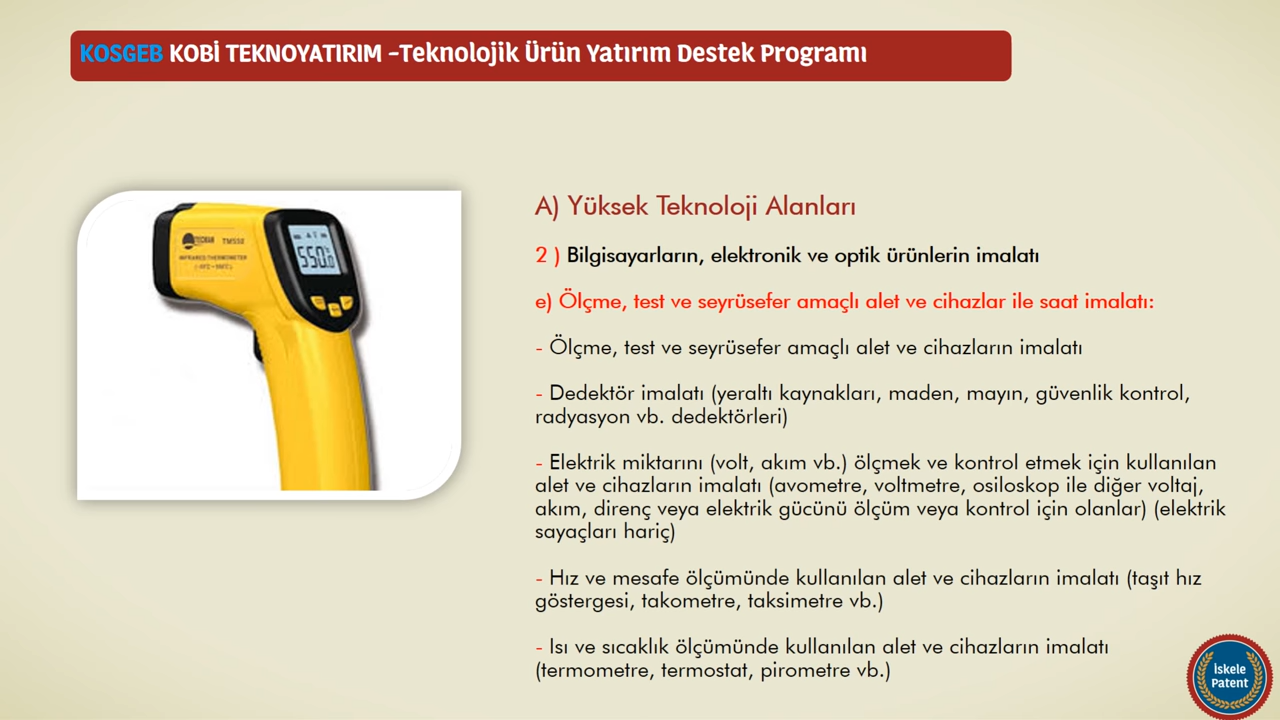 KOSGEB KOBİ TEKNOYATIRIM -Teknolojik Ürün Yatırım Destek Programı
TM550
INFRARED THERMOMETER
550.0
A) Yüksek Teknoloji Alanları
2 ) Bilgisayarların, elektronik ve optik ürünlerin imalatı
e) Ölçme, test ve seyrüsefer amaçlı alet ve cihazlar ile saat imalatı:
- Ölçme, test ve seyrüsefer amaçlı alet ve cihazların imalatı
- Dedektör imalatı (yeraltı kaynakları, maden, mayın, güvenlik kontrol,
radyasyon vb. dedektörleri)
- Elektrik miktarını (volt, akım vb.) ölçmek ve kontrol etmek için kullanılan
alet ve cihazların imalatı (avometre, voltmetre, osiloskop ile diğer voltaj,
akım, direnç veya elektrik gücünü ölçüm veya kontrol için olanlar) (elektrik
sayaçları hariç)
- Hız ve mesafe ölçümünde kullanılan alet ve cihazların imalatı (taşıt hız
göstergesi, takometre, taksimetre vb.)
- Isı ve sıcaklık ölçümünde kullanılan alet ve cihazların imalatı
(termometre, termostat, pirometre vb.)
İskele
Patent